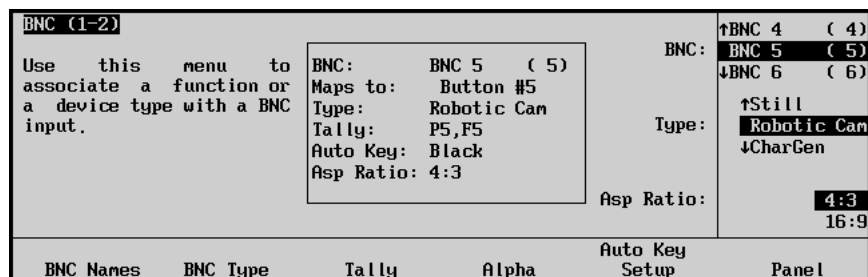 BNC (1-2)
Use this menu to
associate a function or
a device type with a BNC
input.
BNC: BNC 5 ( 5)
Maps to: Button #5
Type: Robotic Cam
Tally: P5,F5
Auto Key: Black
Asp Ratio: 4:3
BNC:
↑BNC 4 ( 4)
BNC 5 ( 5)
↓BNC 6 ( 6)
Type:
↑Still
Robotic Cam
↓CharGen
Asp Ratio:
4:3
16:9
BNC Names BNC Type Tally Alpha Auto Key Setup Panel